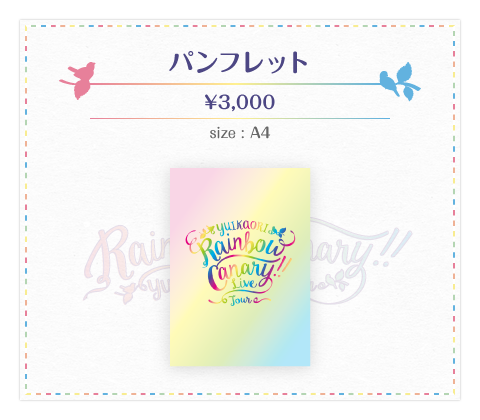 パンフレット
¥3,000
size : A4
YUIKAORI
Rainbow
Canary!!
Live
Tour